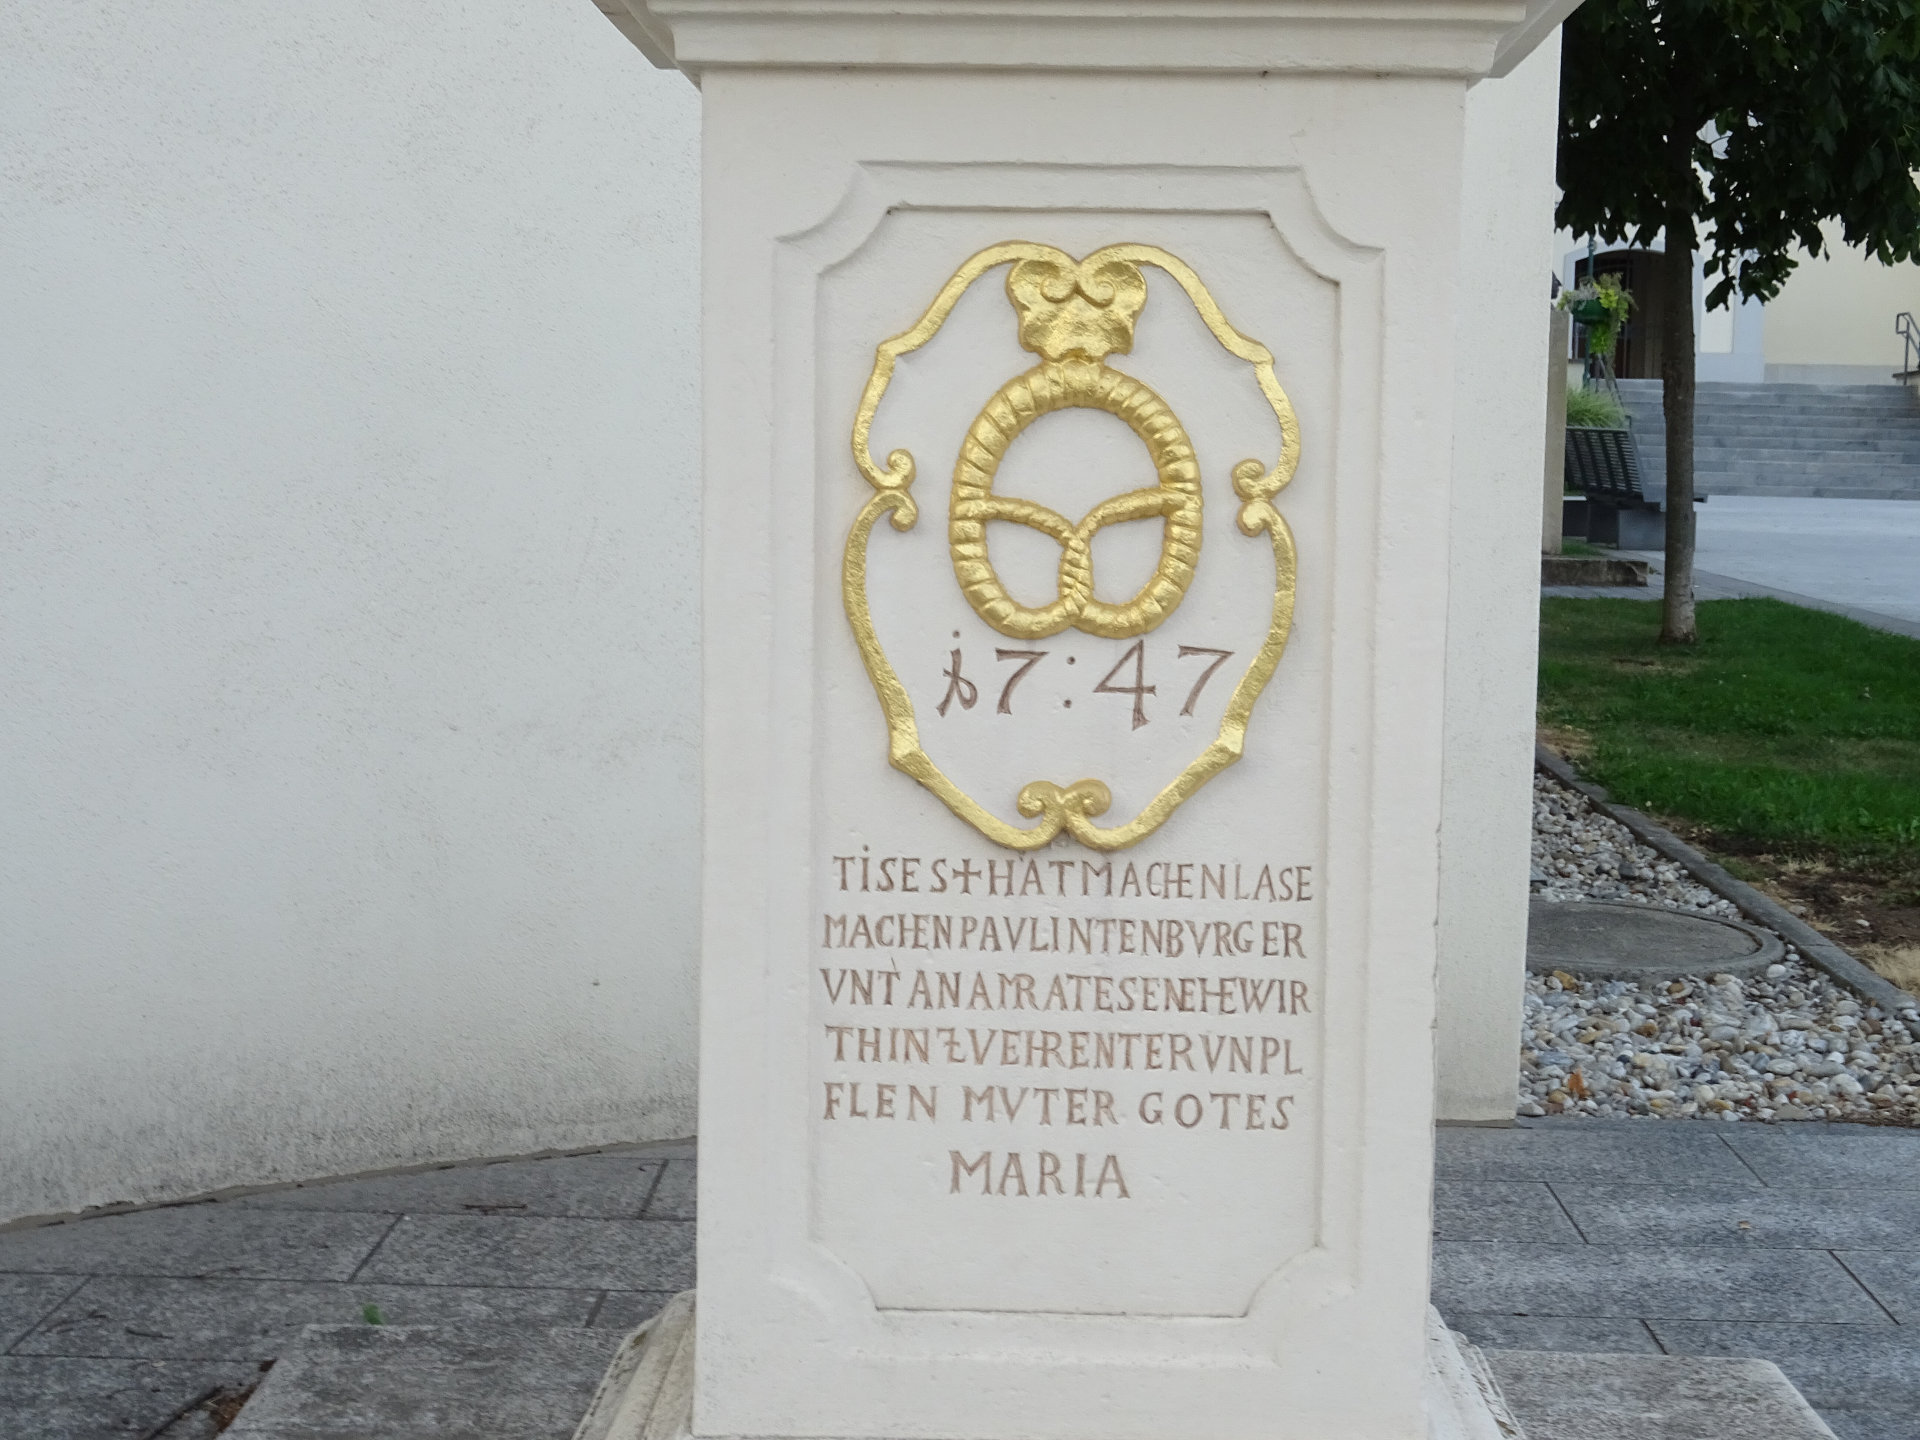 17:47
TISES+HATMACHENLASE
MACHENPAVLINTENBVRGER
VNTANAMRATESENEHEWIR
THINZVEHRENTERVNPL
FLEN MVTER GOTES
MARIA